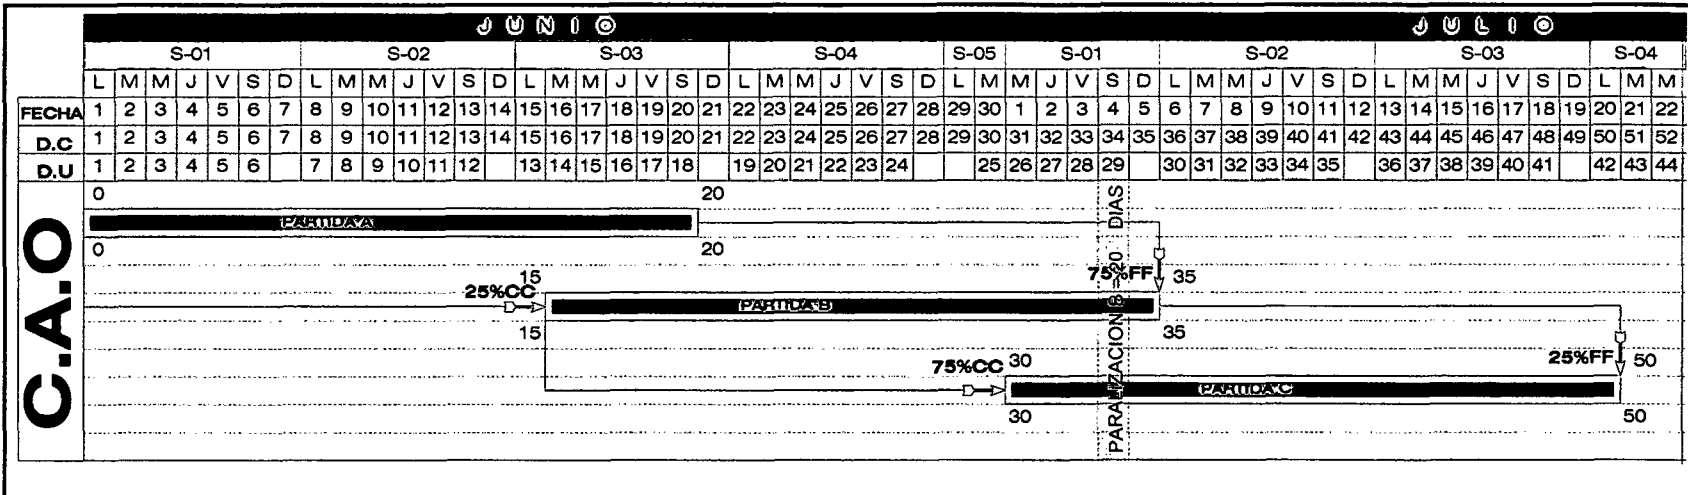 JUNIO JULIO
S-01 S-02 S-03 S-04 S-05 S-01 S-02 S-03 S-04
L M M J V S D L M M J V S D L M M J V S D L M M J V S D L M M J V S D L M M J V S D L M M J V S D L M M
FECHA 1 2 3 4 5 6 7 8 9 10 11 12 13 14 15 16 17 18 19 20 21 22 23 24 25 26 27 28 29 30 1 2 3 4 5 6 7 8 9 10 11 12 13 14 15 16 17 18 19 20 21 22
D.C 1 2 3 4 5 6 7 8 9 10 11 12 13 14 15 16 17 18 19 20 21 22 23 24 25 26 27 28 29 30 31 32 33 34 35 36 37 38 39 40 41 42 43 44 45 46 47 48 49 50 51 52
D.U 1 2 3 4 5 6 7 8 9 10 11 12 13 14 15 16 17 18 19 20 21 22 23 24 25 26 27 28 29 30 31 32 33 34 35 36 37 38 39 40 41 42 43 44
C.A.O
0 20
PARTIDA A
0 20
15 75%FF 35
25%CC
PARTIDA B
15 35
75%CC 30 25%FF 50
PARTIDA C
30 50
PARALIZACION B = 20 DIAS